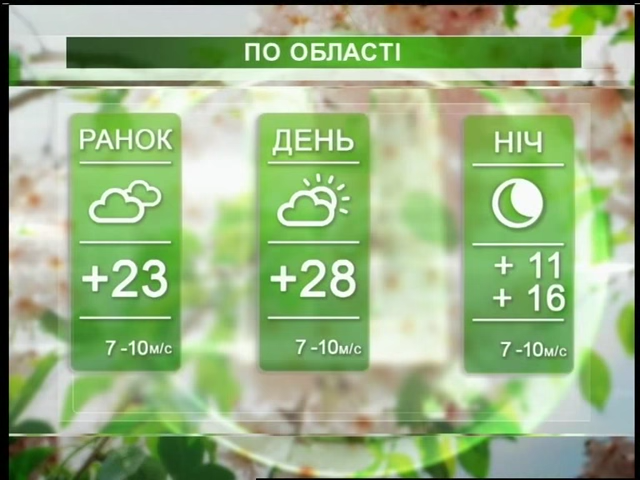 ПО ОБЛАСТІ
РАНОК
+23
7 -10м/с
ДЕНЬ
+28
7 -10м/с
НІЧ
+ 11
+ 16
7 -10м/с